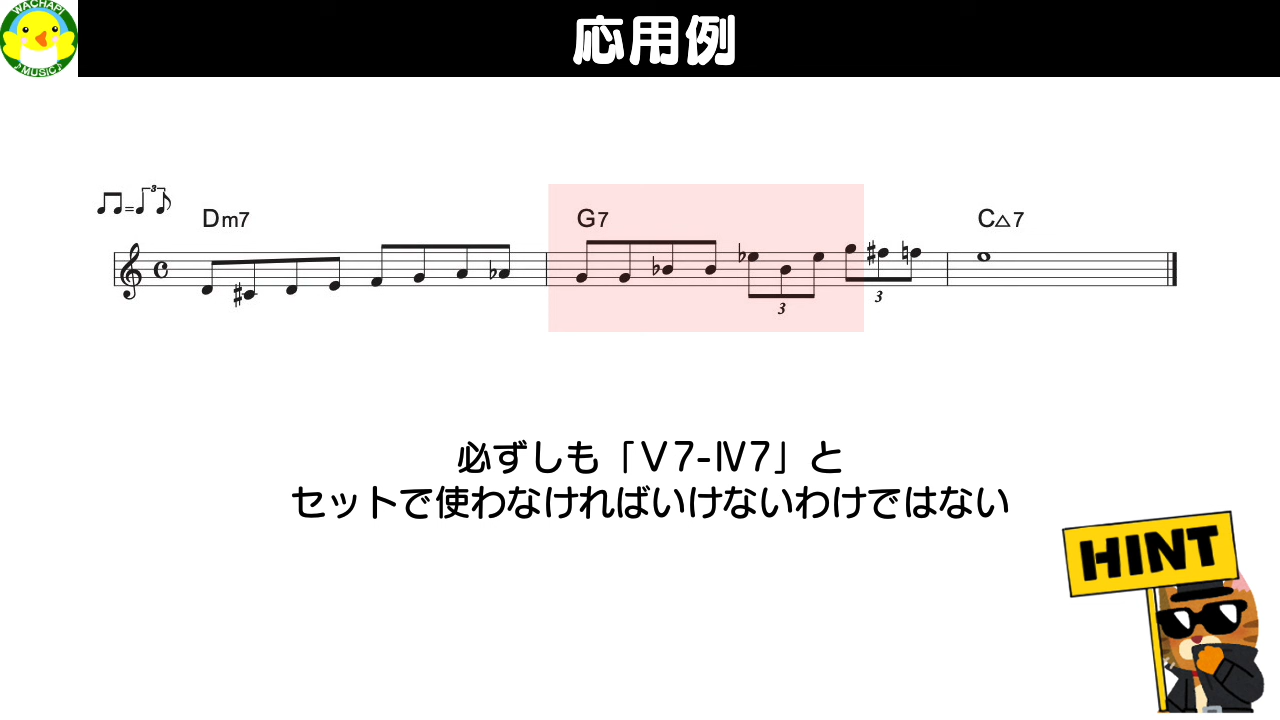 WACHAPI
♪MUSIC♪
応用例
3
Dm7
G7
C△7
3
3
必ずしも「Ⅴ7-Ⅳ7」と
セットで使わなければいけないわけではない
HINT